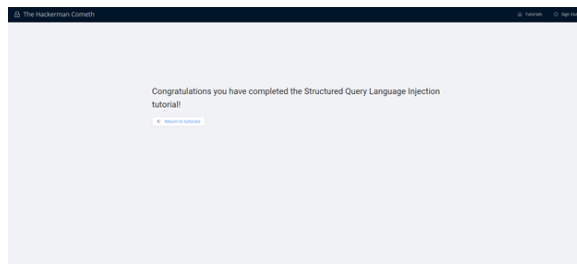 The Hackerman Cometh
Tutorials
Sign Out
Congratulations you have completed the Structured Query Language Injection
tutorial!
Return to tutorials